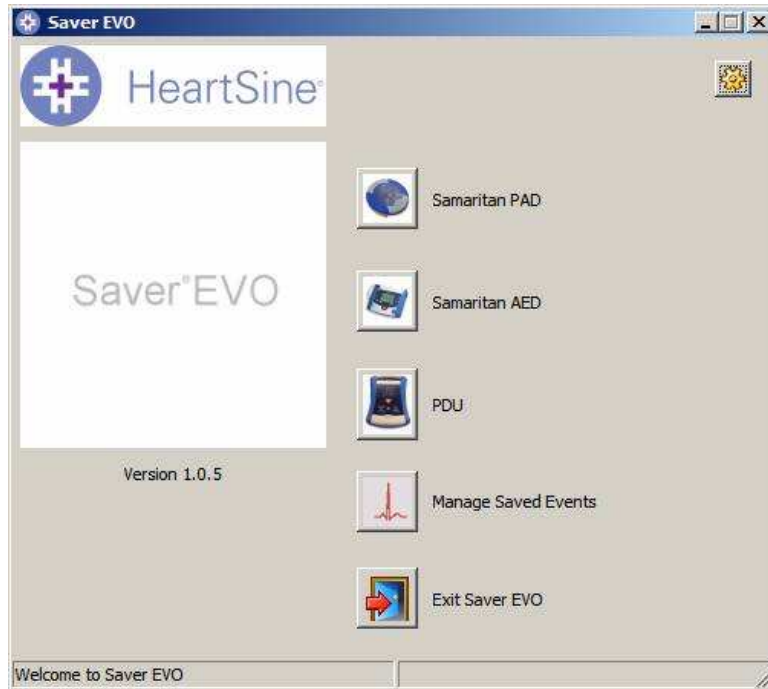 Saver EVO
HeartSine®
Saver®EVO
Version 1.0.5
Samaritan PAD
Samaritan AED
PDU
Manage Saved Events
Exit Saver EVO
Welcome to Saver EVO